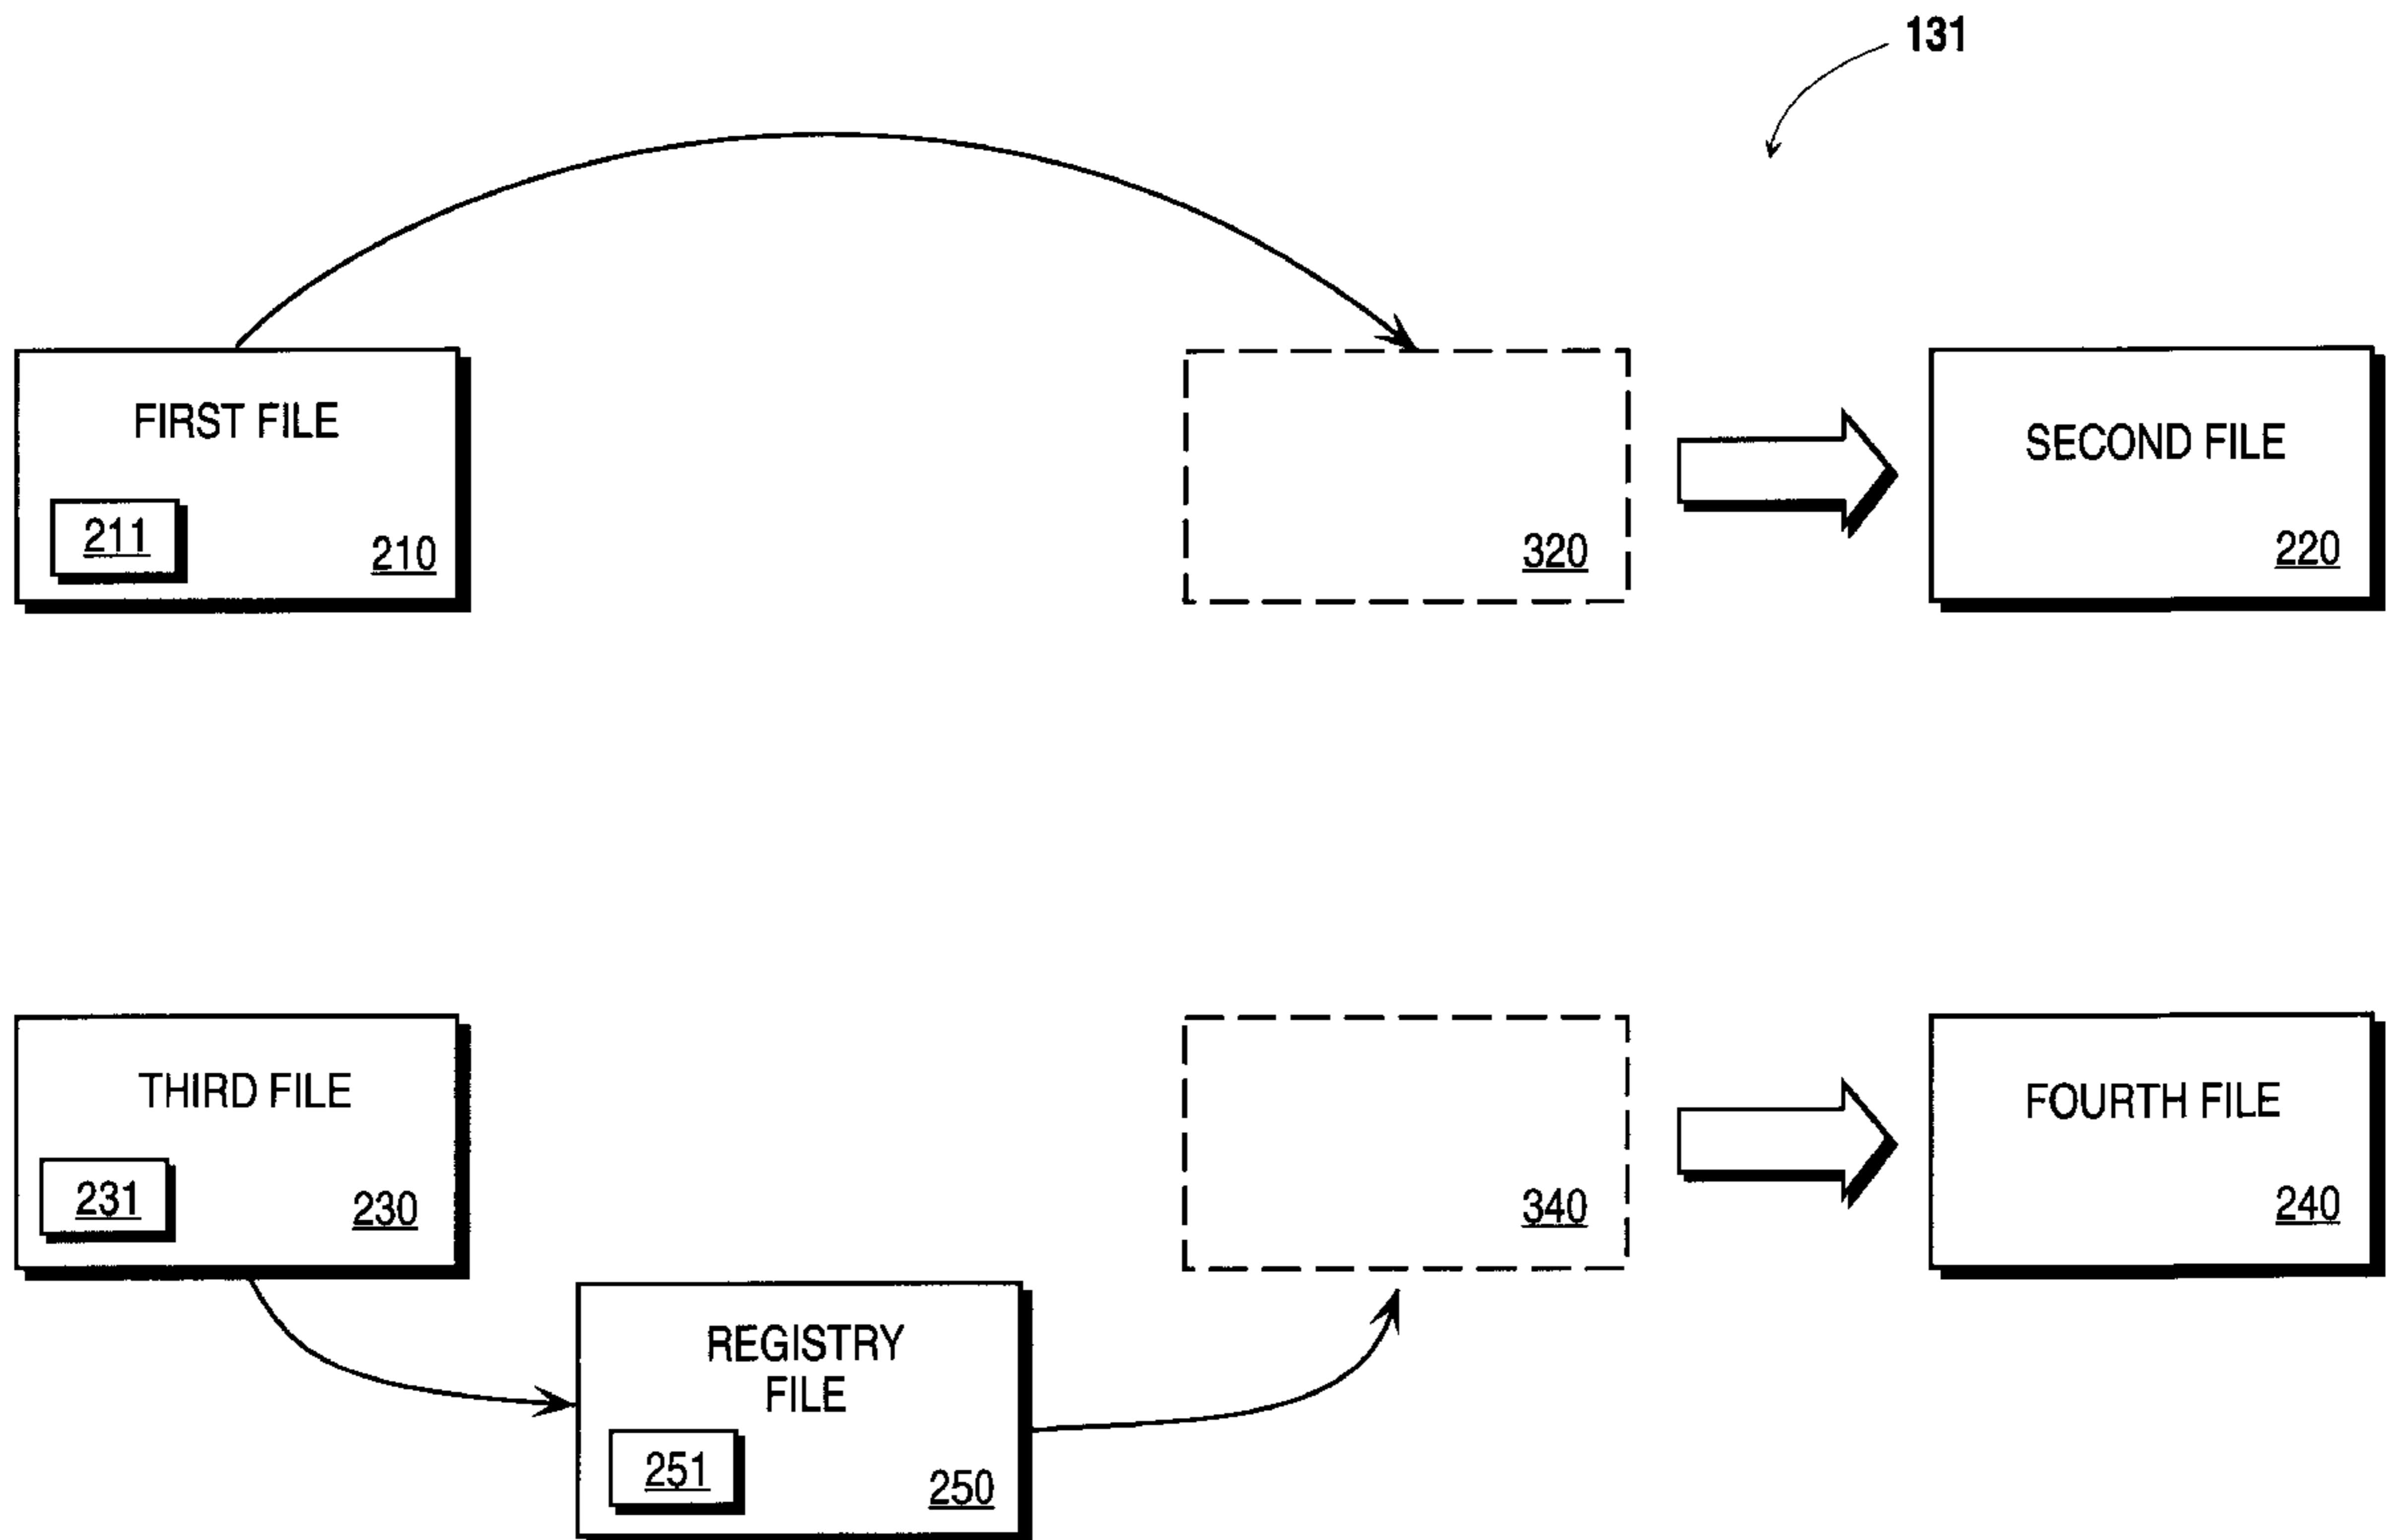 131
FIRST FILE
211
210
320
SECOND FILE
220
THIRD FILE
231
230
340
FOURTH FILE
240
REGISTRY
FILE
251
250